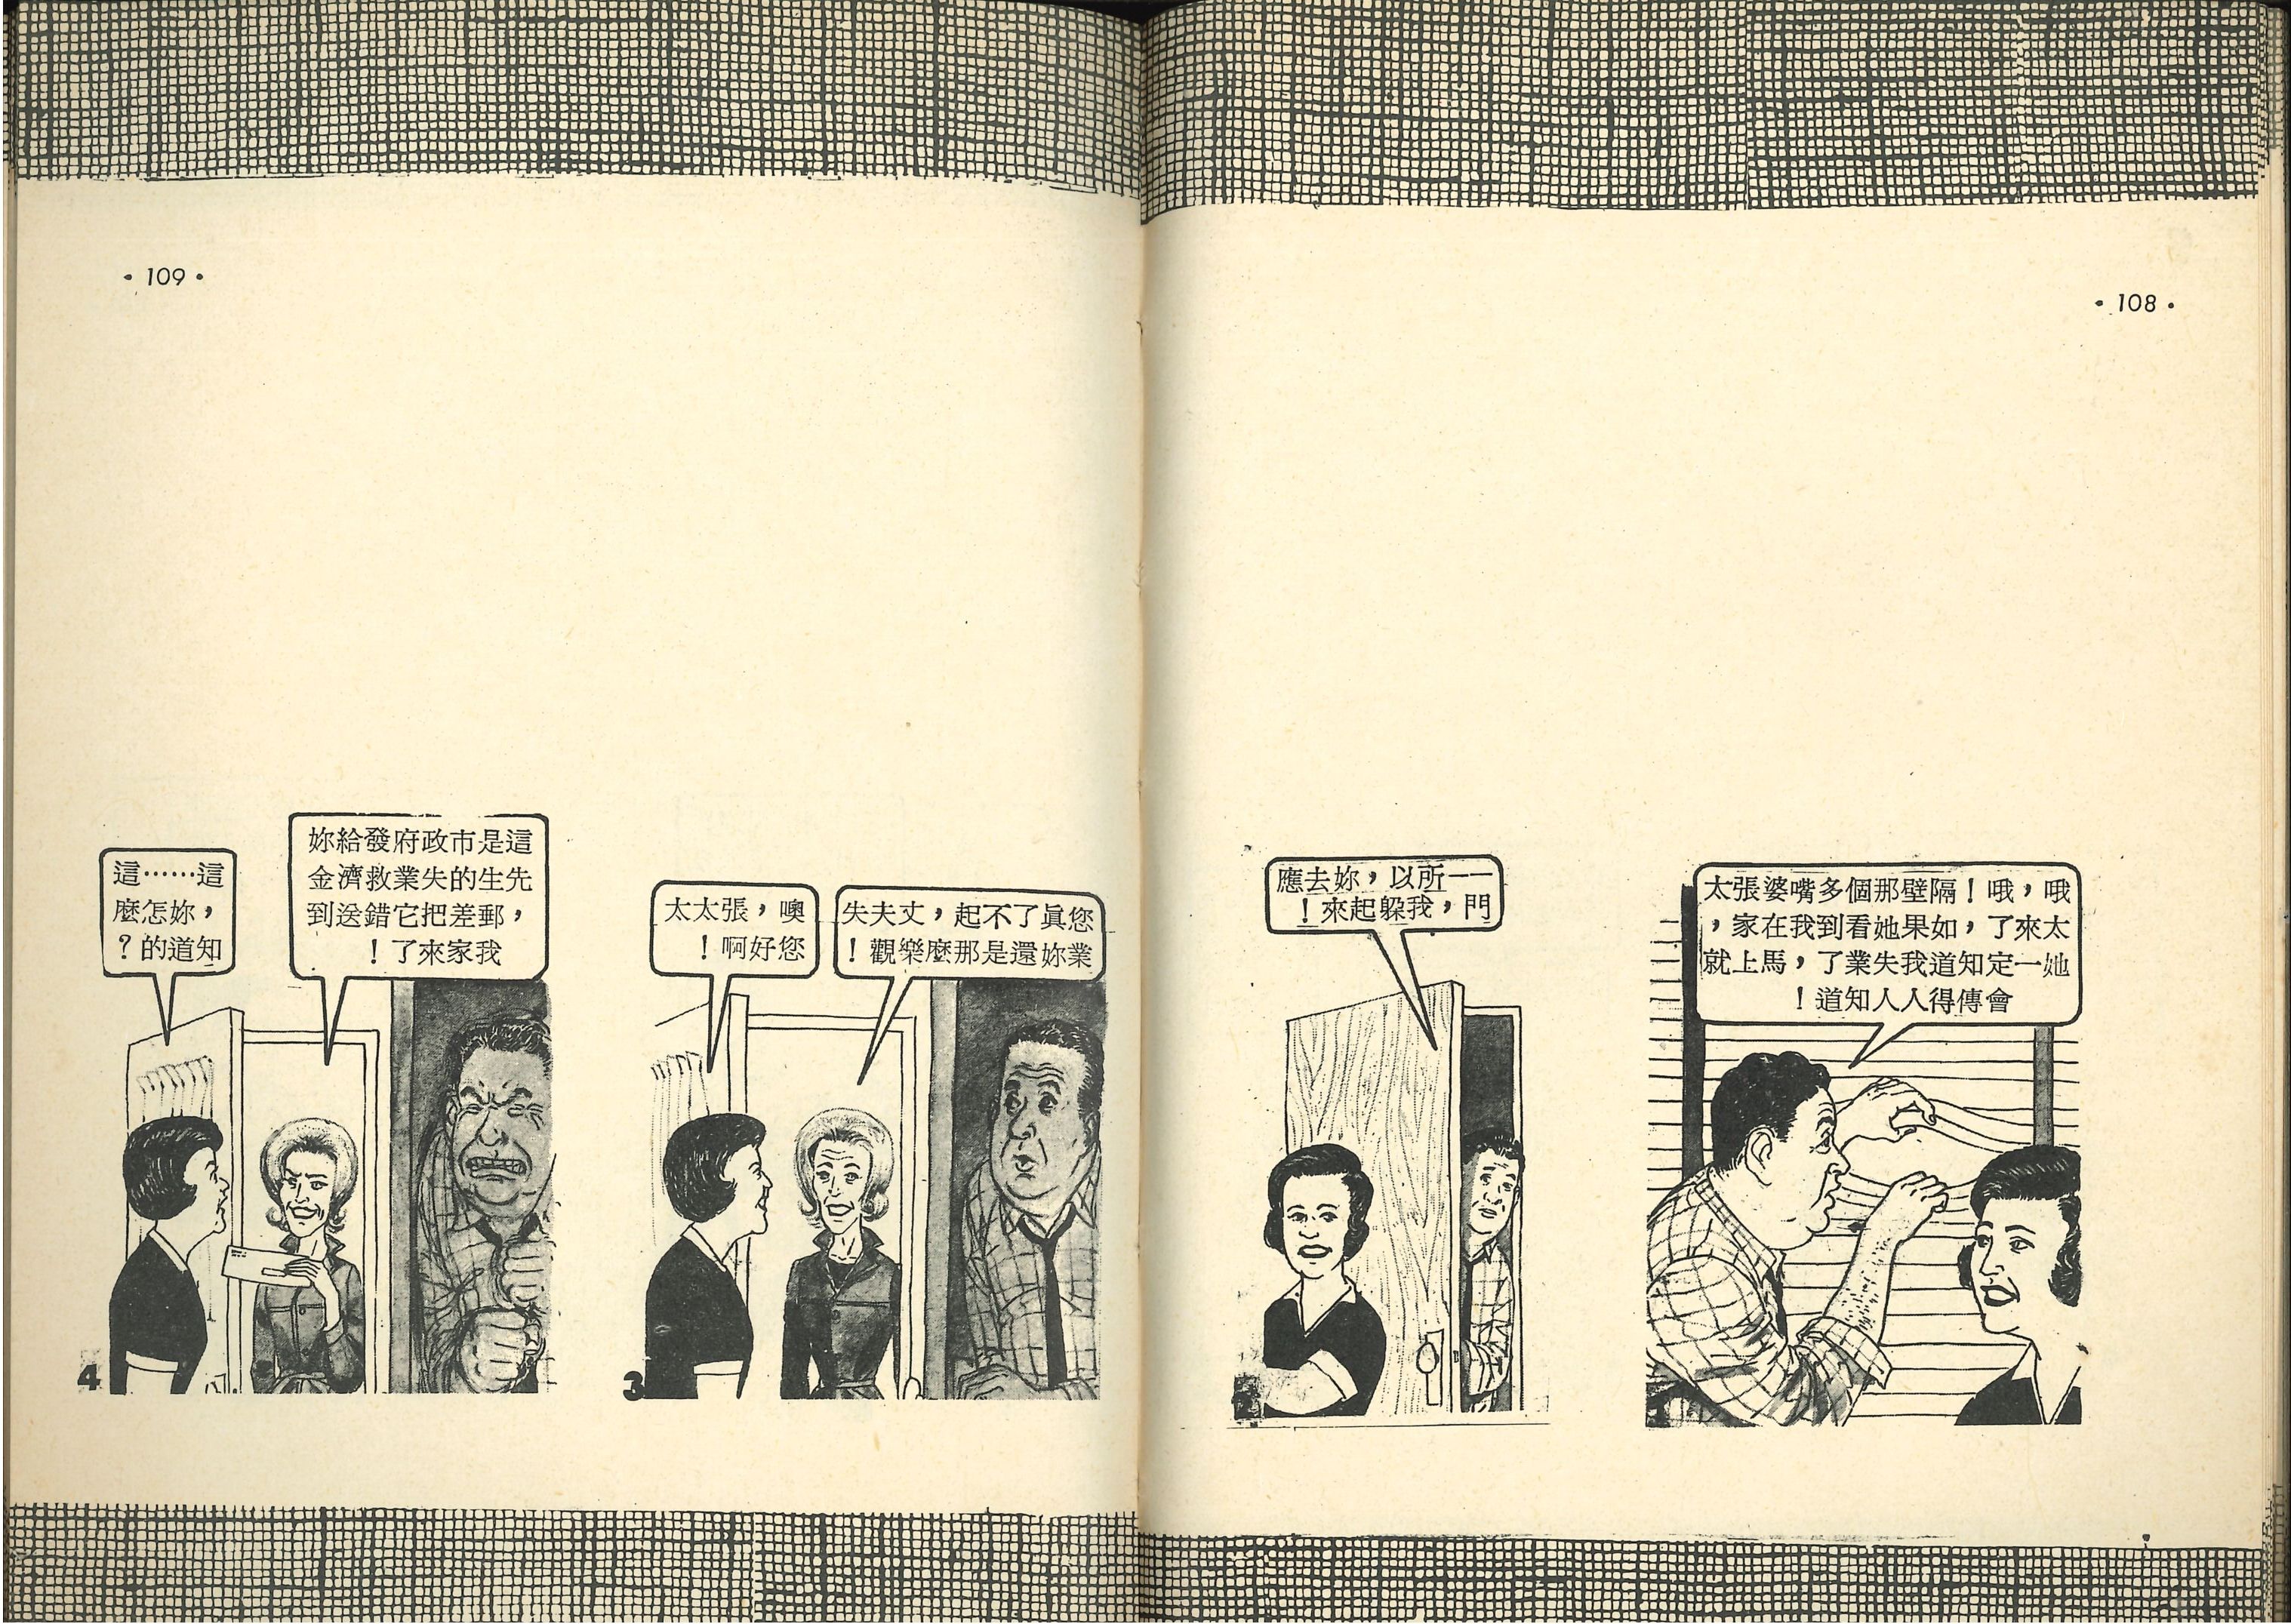 • 108 •
哦，哦！隔壁那個多嘴婆張太
太來了，如果她看到我在家，
她一定知道我失業了，馬上就
會傳得人人知道！
——所以，妳去應
門，我躲起來！
2
• 109 •
您眞了不起，丈夫失
業妳還是那麼樂觀！
噢，張太太
您好啊！
3
這是市政府發給妳
先生的失業救濟金
，郵差把它錯送到
我家來了！
這……這
，妳怎麼
知道的？
4